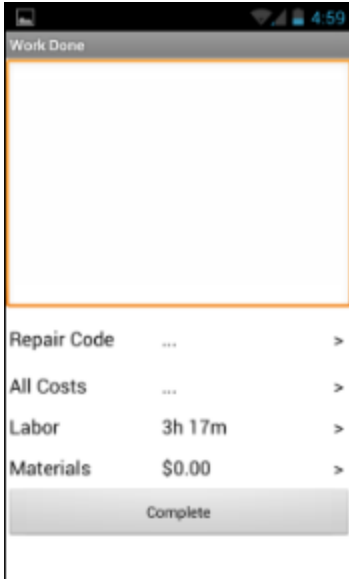 4:59
Work Done
Repair Code ... >
All Costs ... >
Labor 3h 17m >
Materials $0.00 >
Complete